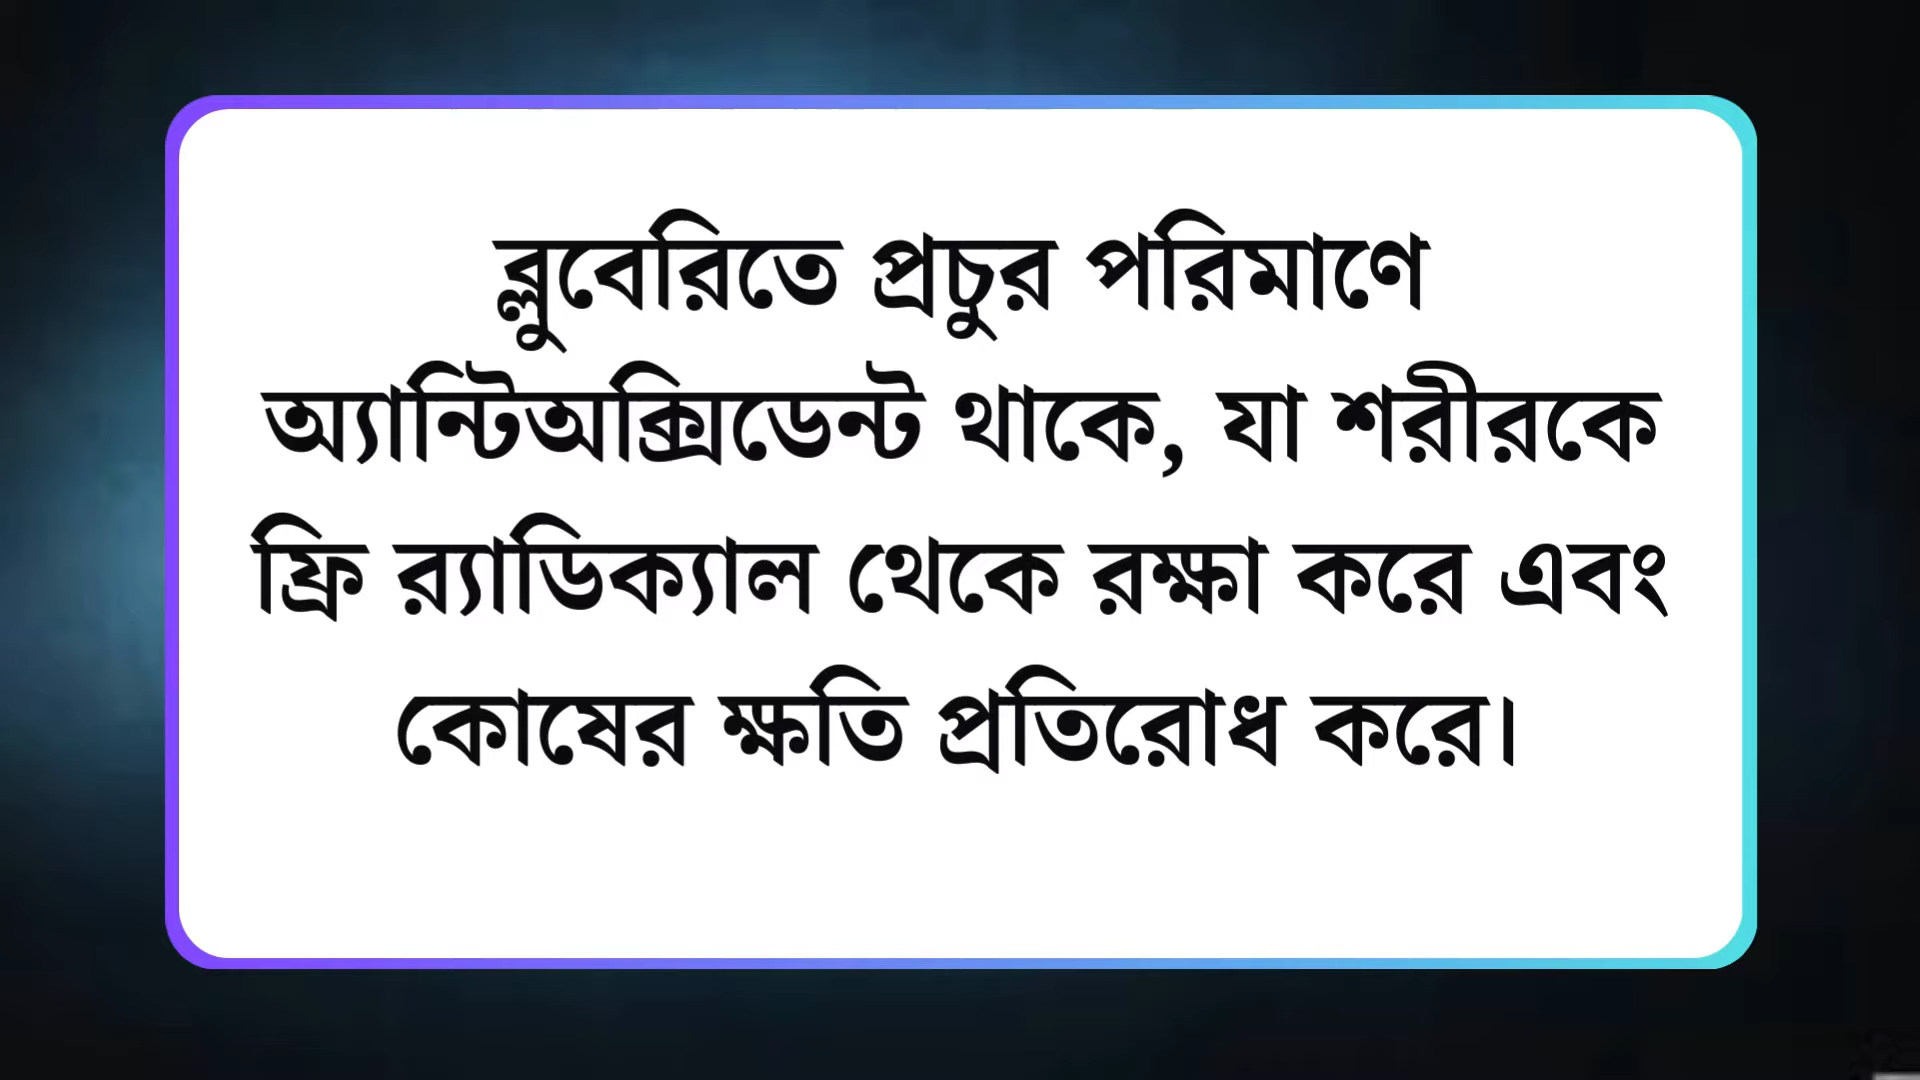 ব্লুবেরিতে প্রচুর পরিমাণে
অ্যান্টিঅক্সিডেন্ট থাকে, যা শরীরকে
ফ্রি র‍্যাডিক্যাল থেকে রক্ষা করে এবং
কোষের ক্ষতি প্রতিরোধ করে।